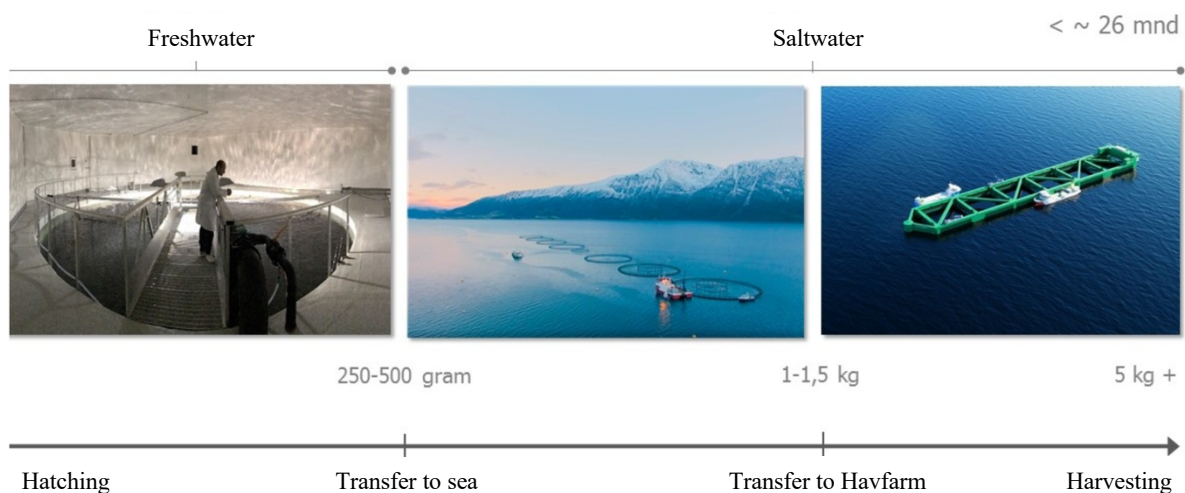 < ~ 26 mnd
Freshwater
Saltwater
250-500 gram
1-1,5 kg
5 kg +
Hatching
Transfer to sea
Transfer to Havfarm
Harvesting